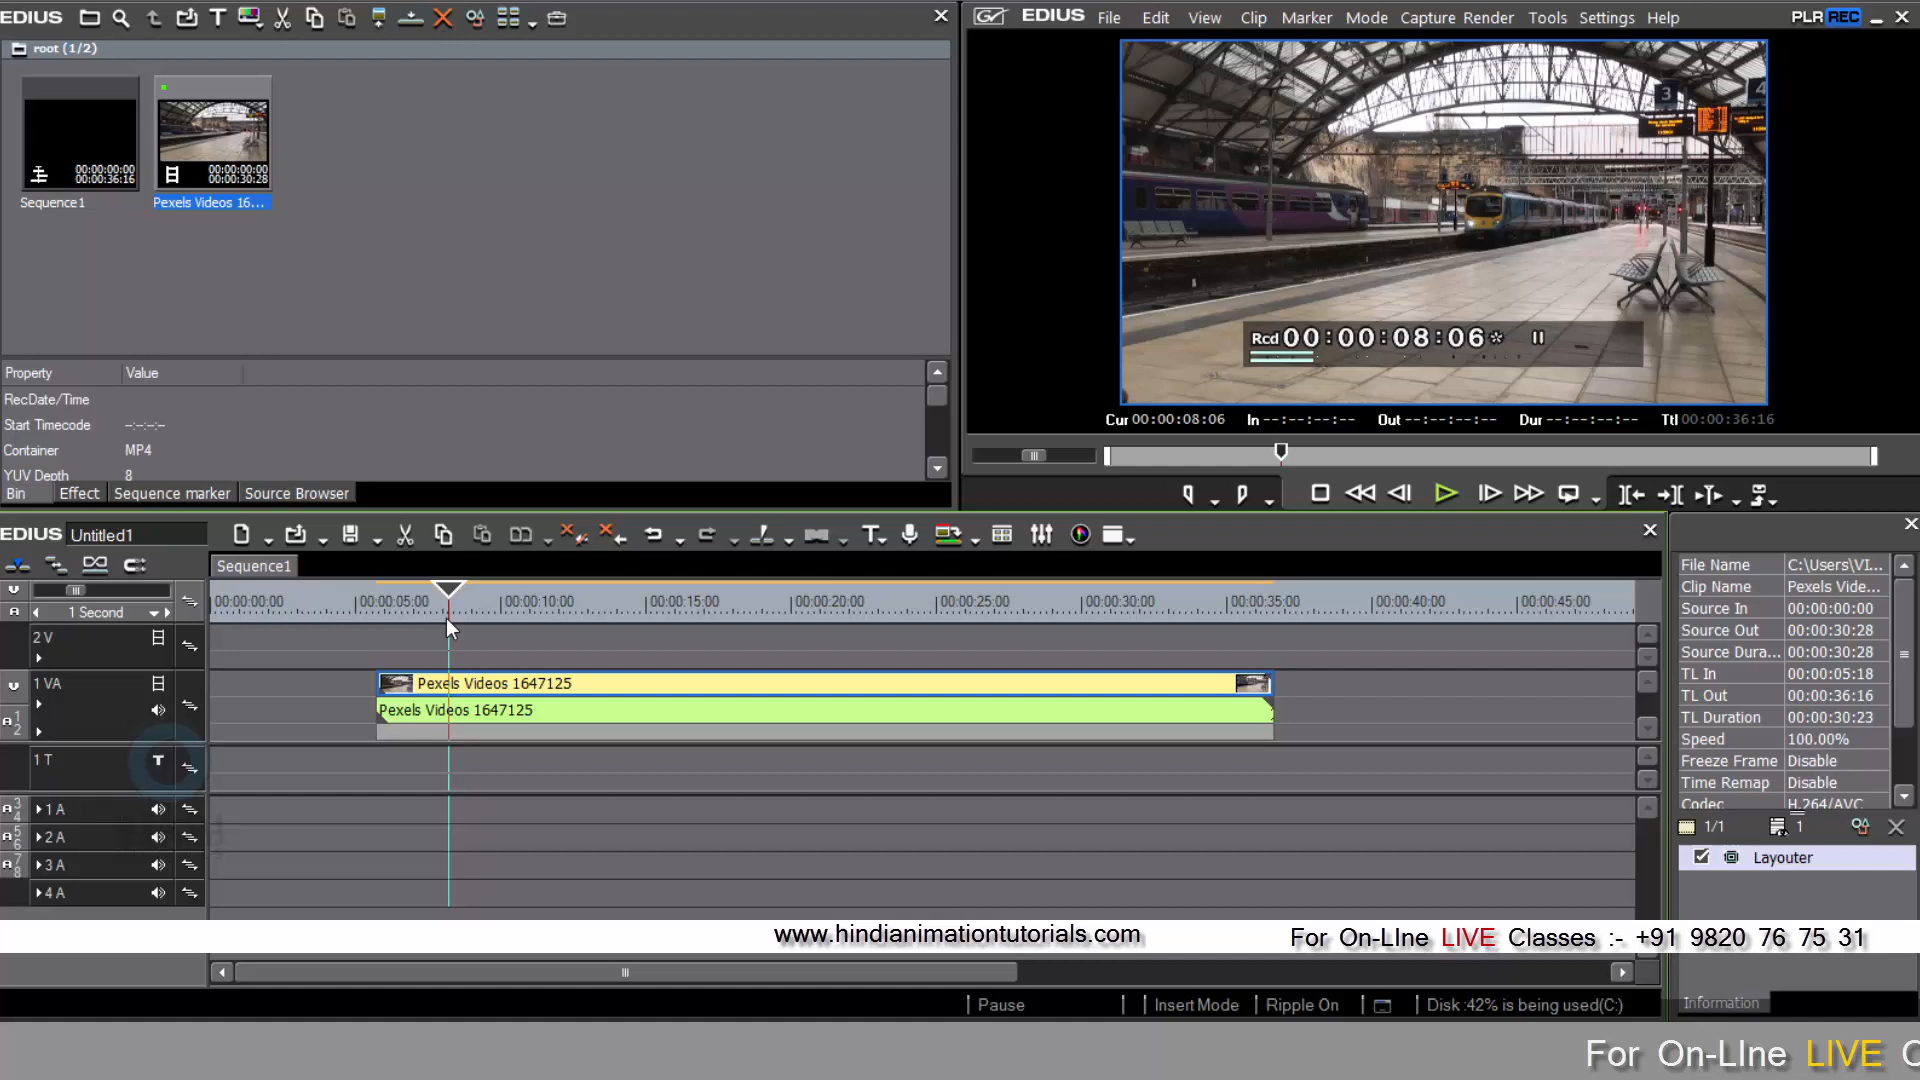 EDIUS
root (1/2)
00:00:00:00
00:00:36:16
00:00:00:00
00:00:30:28
Sequence1
Pexels Videos 16...
Property Value
RecDate/Time
Start Timecode --:--:--:--
Container MP4
YUV Depth 8
Bin Effect Sequence marker Source Browser
EDIUS File Edit View Clip Marker Mode Capture Render Tools Settings Help PLR REC
3 4
Rcd 00:00:08:06* II
Cur 00:00:08:06 In --:--:--:-- Out --:--:--:-- Dur --:--:--:-- Ttl 00:00:36:16
EDIUS Untitled1
Sequence1
1 Second
00:00:00:00 00:00:05:00 00:00:10:00 00:00:15:00 00:00:20:00 00:00:25:00 00:00:30:00 00:00:35:00 00:00:40:00 00:00:45:00
2 V
1 VA
Pexels Videos 1647125
Pexels Videos 1647125
1 2
1 T T
3 4 1 A
5 6 2 A
7 8 3 A
4 A
File Name C:\Users\VI...
Clip Name Pexels Vide...
Source In 00:00:00:00
Source Out 00:00:30:28
Source Dura... 00:00:30:28
TL In 00:00:05:18
TL Out 00:00:36:16
TL Duration 00:00:30:23
Speed 100.00%
Freeze Frame Disable
Time Remap Disable
Codec H.264/AVC
1/1 1
Layouter
Information
www.hindianimationtutorials.com
For On-LIne LIVE Classes :- +91 9820 76 75 31
Pause Insert Mode Ripple On Disk :42% is being used(C:)
For On-LIne LIVE C